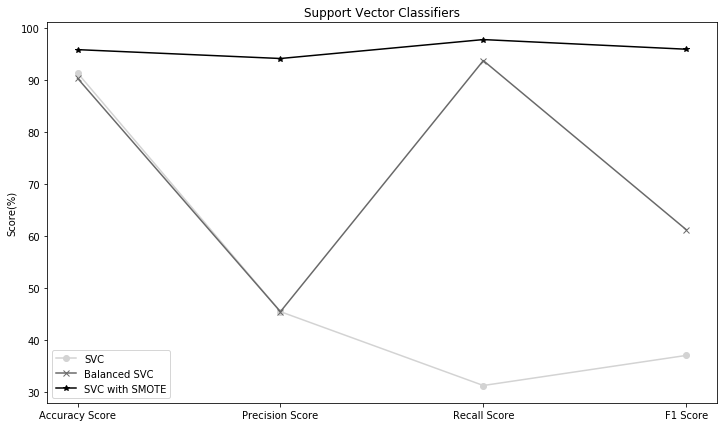 Support Vector Classifiers
Score(%)
100
90
80
70
60
50
40
30
SVC
Balanced SVC
SVC with SMOTE
Accuracy Score
Precision Score
Recall Score
F1 Score